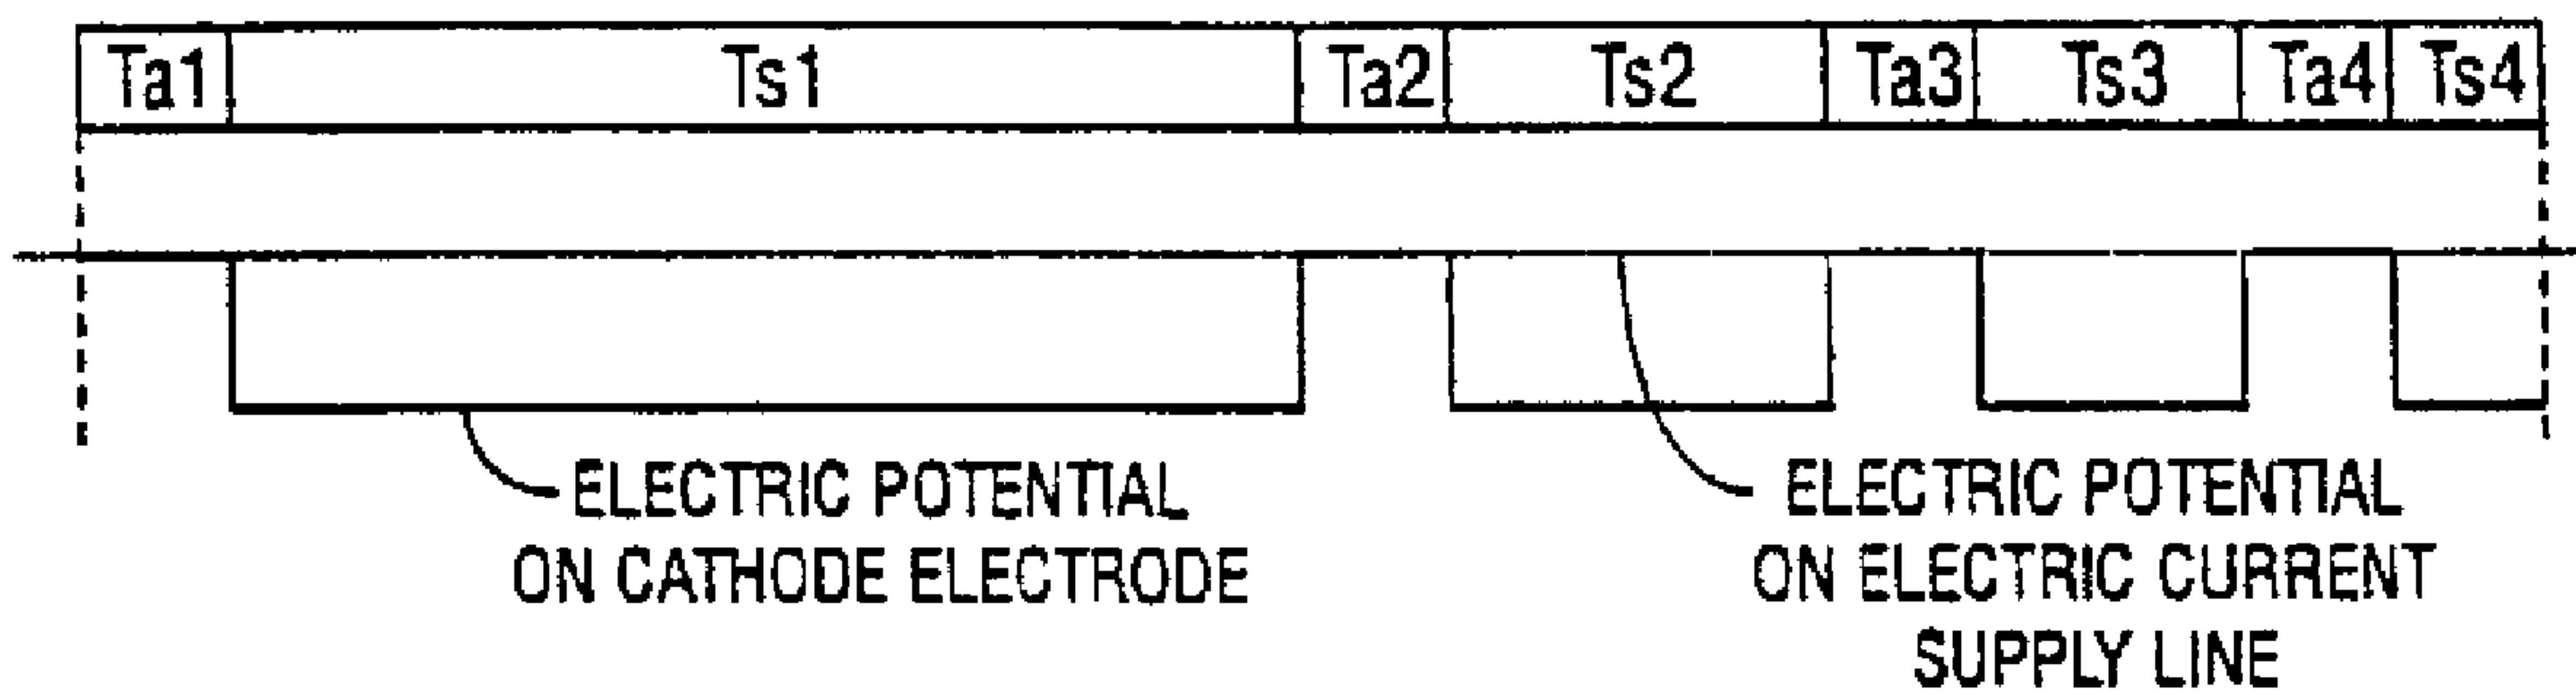 Ta1 Ts1 Ta2 Ts2 Ta3 Ts3 Ta4 Ts4
ELECTRIC POTENTIAL
ON CATHODE ELECTRODE
ELECTRIC POTENTIAL
ON ELECTRIC CURRENT
SUPPLY LINE